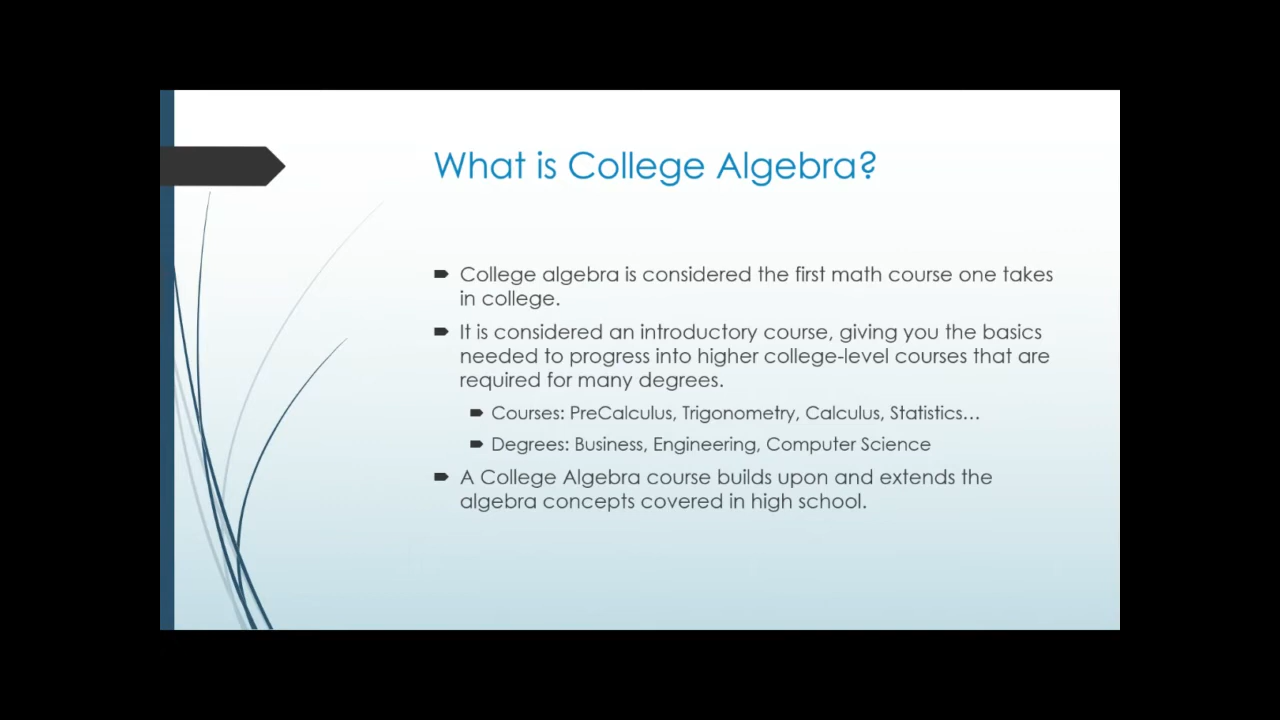 What is College Algebra?
College algebra is considered the first math course one takes
in college.
It is considered an introductory course, giving you the basics
needed to progress into higher college-level courses that are
required for many degrees.
Courses: PreCalculus, Trigonometry, Calculus, Statistics…
Degrees: Business, Engineering, Computer Science
A College Algebra course builds upon and extends the
algebra concepts covered in high school.